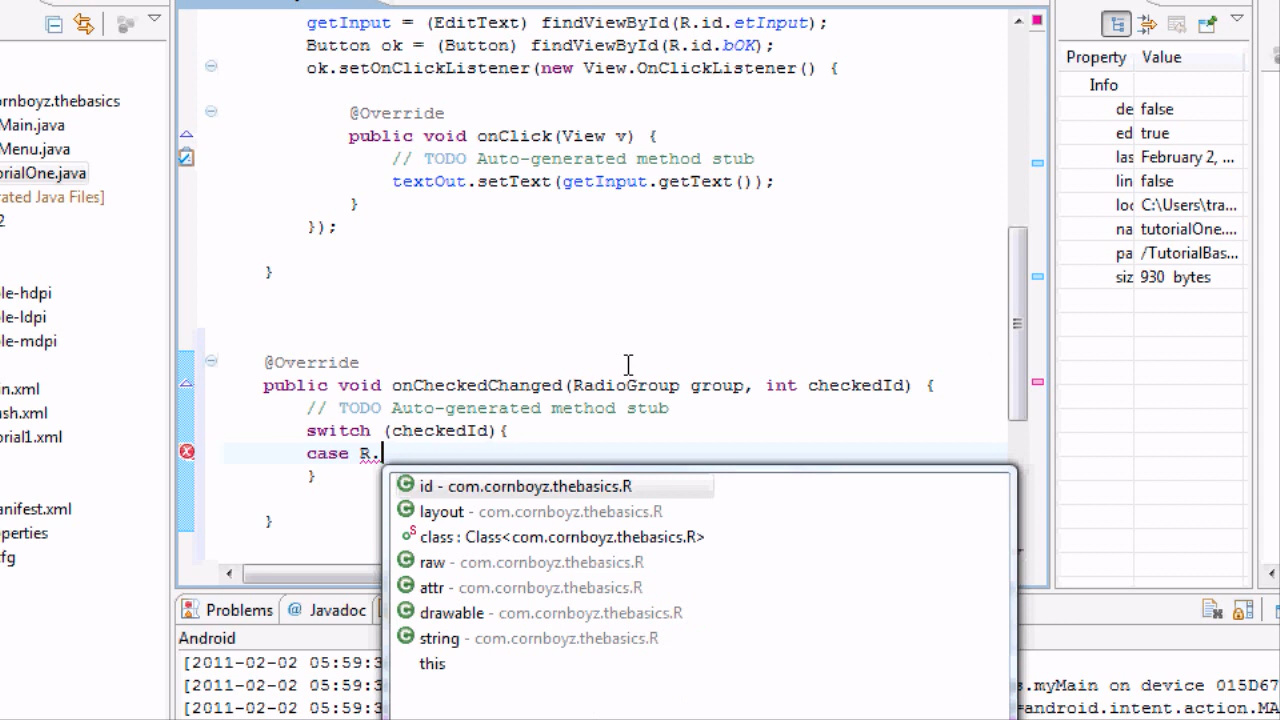 getInput = (EditText) findViewById(R.id.etInput);
Button ok = (Button) findViewById(R.id.bOK);
ok.setOnClickListener(new View.OnClickListener() {
@Override
public void onClick(View v) {
// TODO Auto-generated method stub
textOut.setText(getInput.getText());
}
});
}
@Override
public void onCheckedChanged(RadioGroup group, int checkedId) {
// TODO Auto-generated method stub
switch (checkedId){
case R.
}
}
id - com.cornboyz.thebasics.R
layout - com.cornboyz.thebasics.R
class : Class<com.cornboyz.thebasics.R>
raw - com.cornboyz.thebasics.R
attr - com.cornboyz.thebasics.R
drawable - com.cornboyz.thebasics.R
string - com.cornboyz.thebasics.R
this
ornboyz.thebasics
Main.java
Menu.java
orialOne.java
rated Java Files]
2
le-hdpi
le-ldpi
le-mdpi
in.xml
sh.xml
orial1.xml
anifest.xml
operties
fg
Property Value
Info
de false
ed true
las February 2, ...
lin false
loc C:\Users\tra...
na tutorialOne....
pa /TutorialBas...
siz 930 bytes
Problems @ Javadoc
Android
[2011-02-02 05:59:3
[2011-02-02 05:59:3 s.myMain on device 015D67
[2011-02-02 05:59:3 =android.intent.action.MA